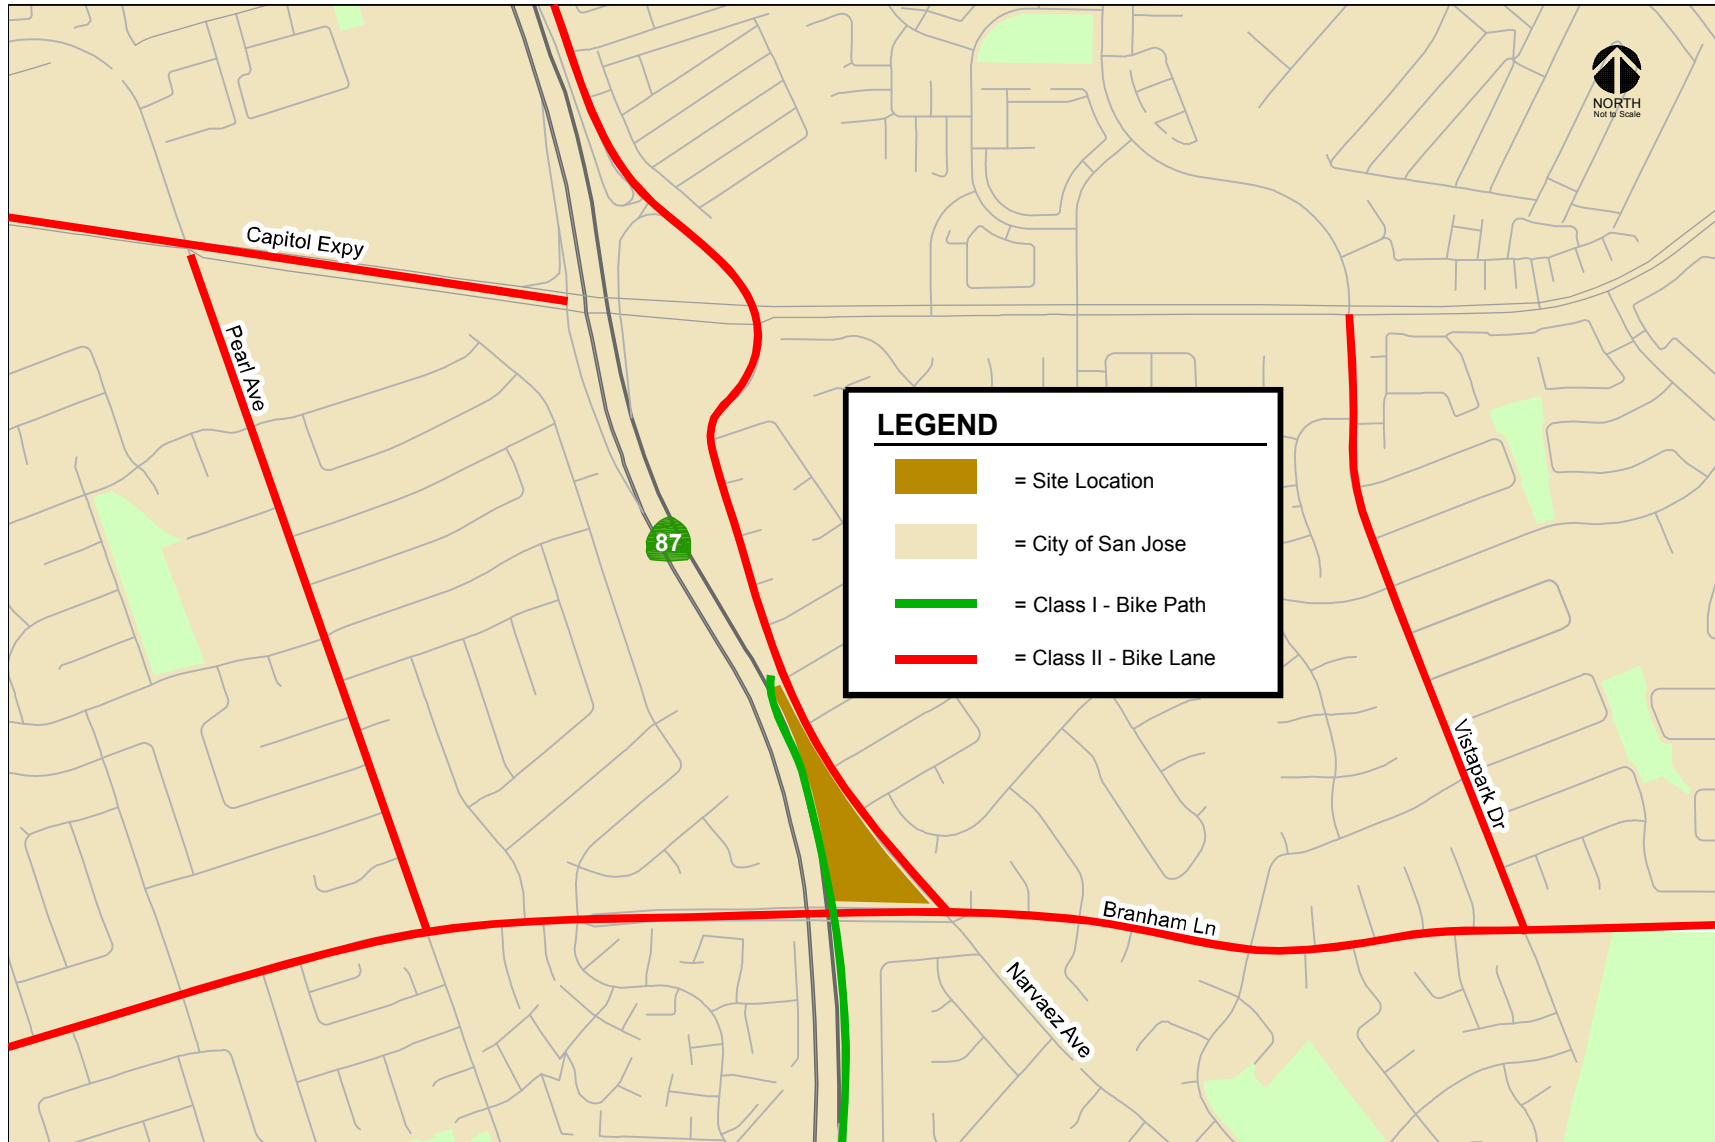 NORTH
Not to Scale
Capitol Expy
Pearl Ave
LEGEND
= Site Location
= City of San Jose
= Class I - Bike Path
= Class II - Bike Lane
87
Vistapark Dr
Branham Ln
Narvaez Ave